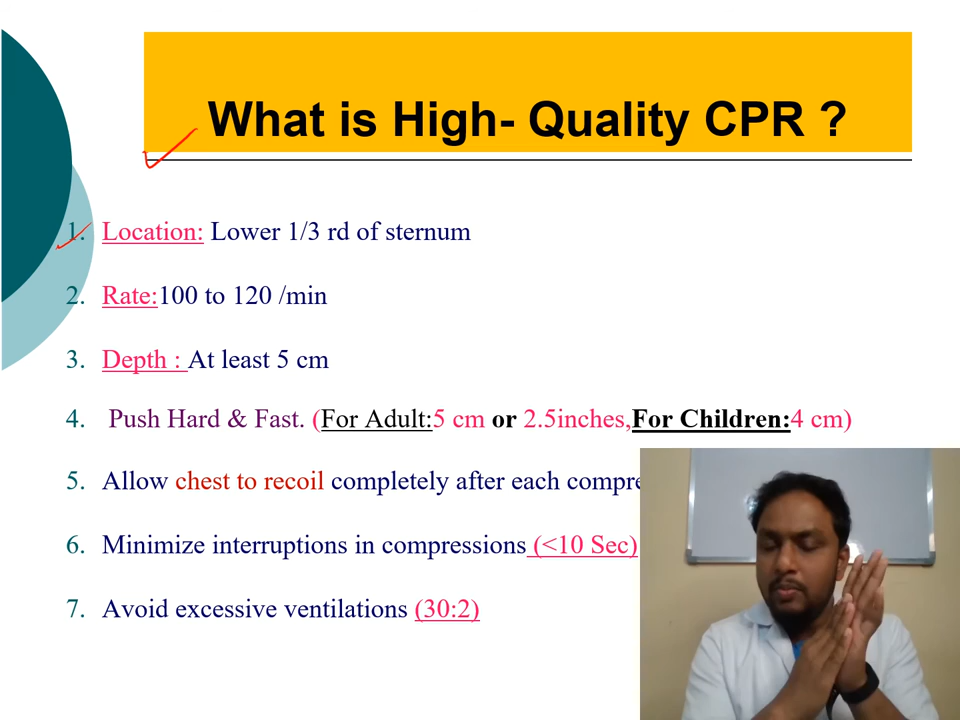 What is High- Quality CPR ?
1. Location: Lower 1/3 rd of sternum
2. Rate:100 to 120 /min
3. Depth : At least 5 cm
4. Push Hard & Fast. (For Adult:5 cm or 2.5inches,For Children:4 cm)
5. Allow chest to recoil completely after each
6. Minimize interruptions in compressions (<10 Sec)
7. Avoid excessive ventilations (30:2)